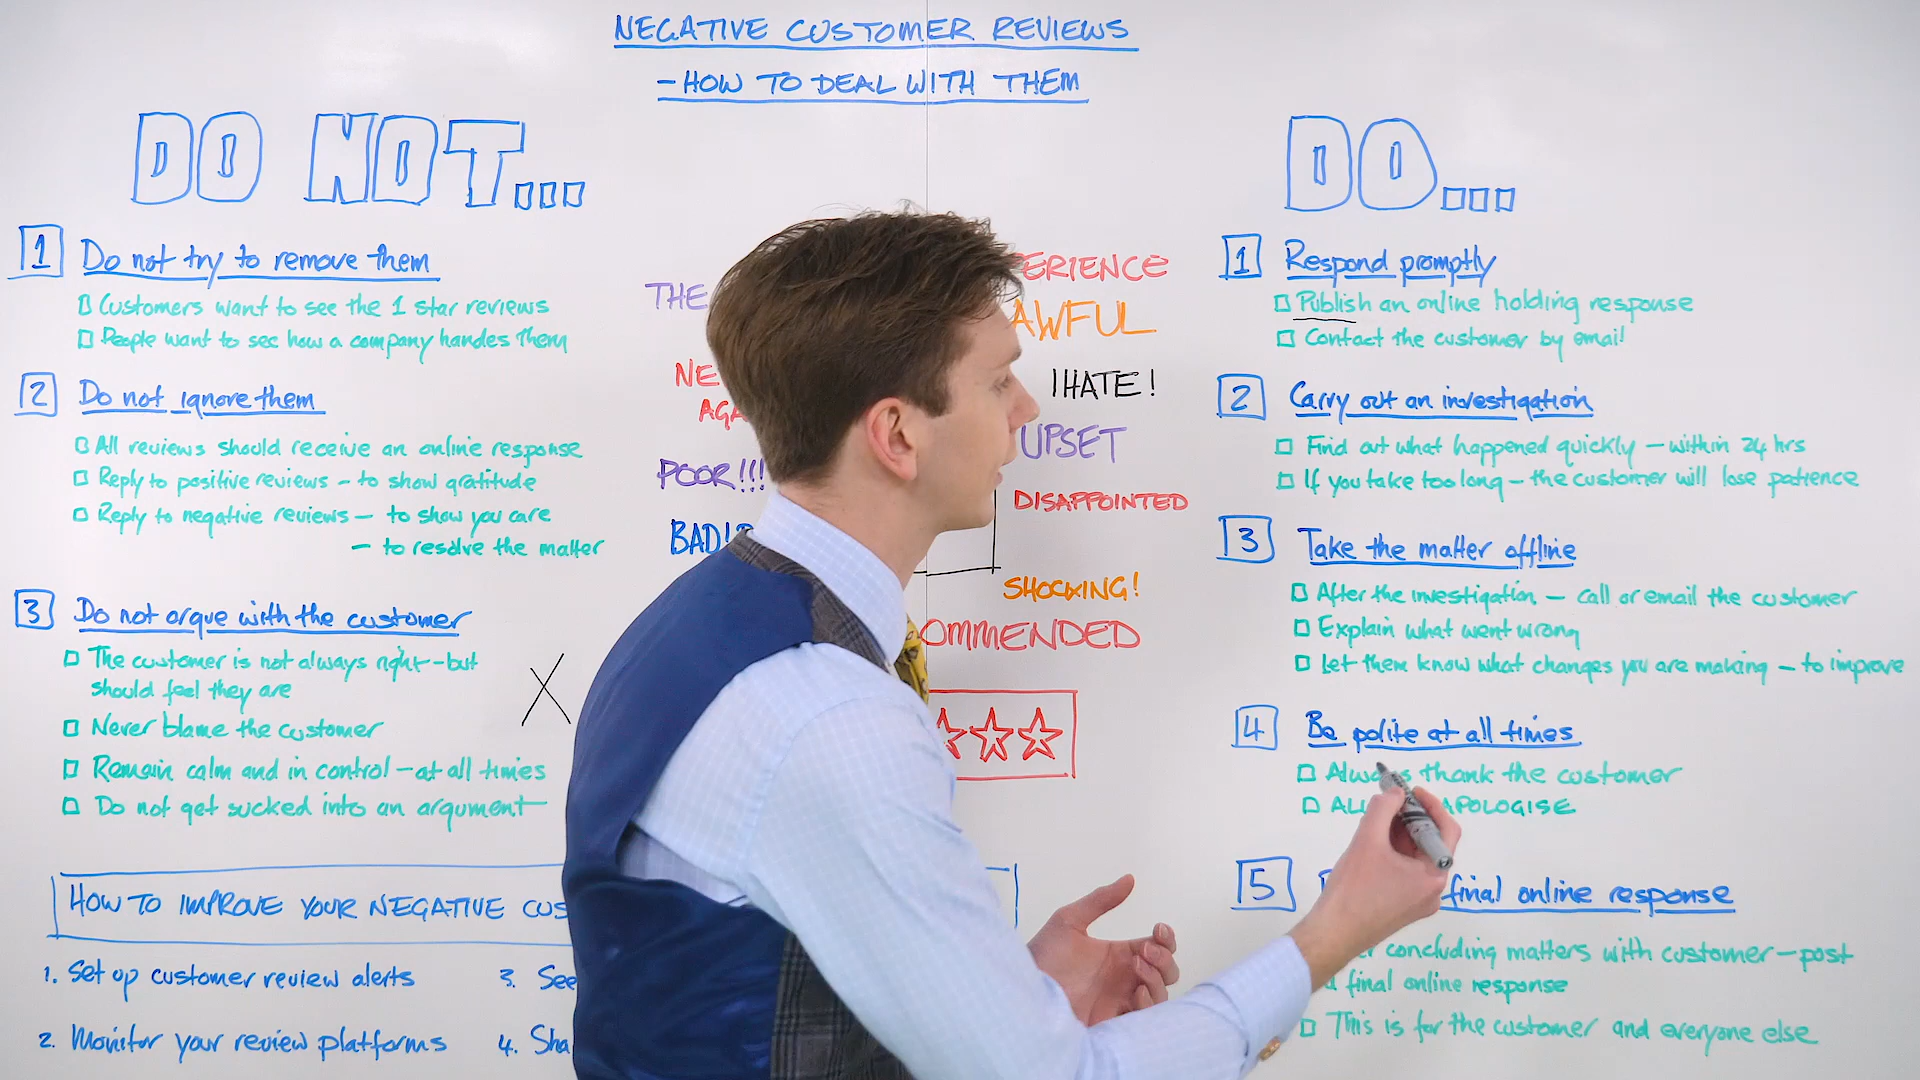 NEGATIVE CUSTOMER REVIEWS
- HOW TO DEAL WITH THEM
DO NOT...
1 Do not try to remove them
Customers want to see the 1 star reviews
People want to see how a company handes them
2 Do not ignore them
All reviews should receive an online response
Reply to positive reviews - to show gratitude
Reply to negative reviews - to show you care
- to resolve the matter
3 Do not argue with the customer
The customer is not always right - but
should feel they are
Never blame the customer
Remain calm and in control - at all times
Do not get sucked into an argument
X
HOW TO IMPROVE YOUR NEGATIVE CUS
1. Set up customer review alerts
2. Monitor your review platforms
3. See
4. Sha
THE
NE
AGA
POOR!!!
BAD!
ERIENCE
AWFUL
I HATE!
UPSET
DISAPPOINTED
SHOCKING!
OMMENDED
DO...
1 Respond promptly
Publish an online holding response
Contact the customer by email
2 Carry out an investigation
Find out what happened quickly - within 24 hrs
If you take too long - the customer will lose patience
3 Take the matter offline
After the investigation - call or email the customer
Explain what went wrong
Let them know what changes you are making - to improve
4 Be polite at all times
Always thank the customer
APOLOGISE
5 final online response
concluding matters with customer - post
a final online response
This is for the customer and everyone else